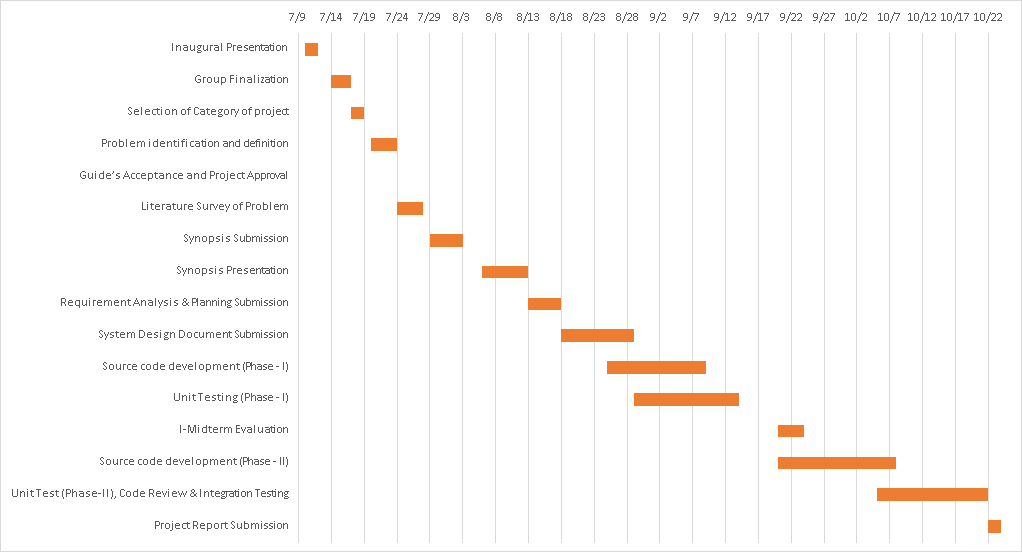 7/9 7/14 7/19 7/24 7/29 8/3 8/8 8/13 8/18 8/23 8/28 9/2 9/7 9/12 9/17 9/22 9/27 10/2 10/7 10/12 10/17 10/22
Inaugural Presentation
Group Finalization
Selection of Category of project
Problem identification and definition
Guide's Acceptance and Project Approval
Literature Survey of Problem
Synopsis Submission
Synopsis Presentation
Requirement Analysis & Planning Submission
System Design Document Submission
Source code development (Phase - I)
Unit Testing (Phase - I)
I-Midterm Evaluation
Source code development (Phase - II)
Unit Test (Phase-II), Code Review & Integration Testing
Project Report Submission